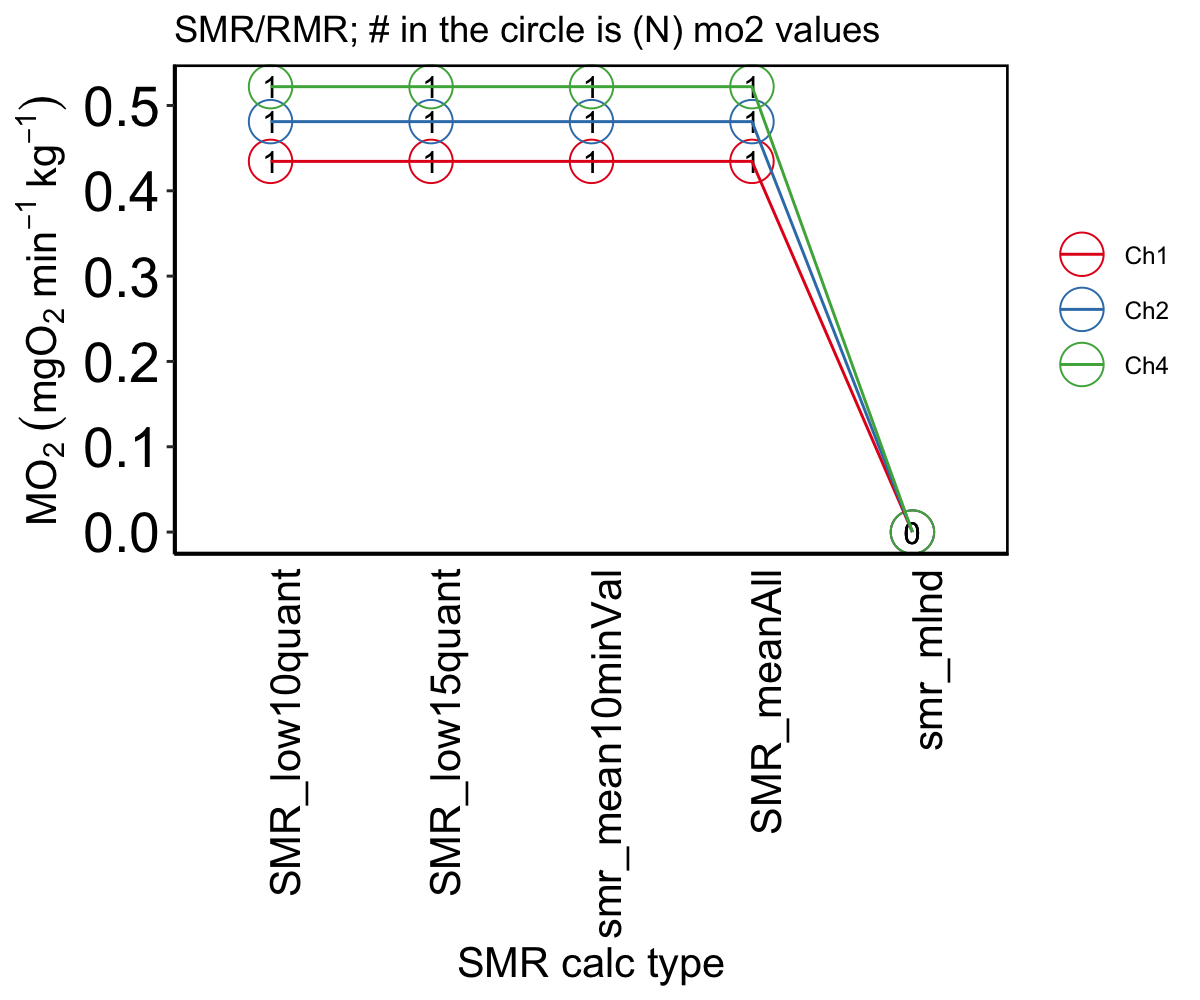 SMR/RMR; # in the circle is (N) mo2 values
MO₂ (mgO₂ min⁻¹ kg⁻¹)
0.5
0.4
0.3
0.2
0.1
0.0
1 1 1 1
1 1 1 1
1 1 1 1
0
Ch1
Ch2
Ch4
SMR_low10quant
SMR_low15quant
smr_mean10minVal
SMR_meanAll
smr_mlnd
SMR calc type